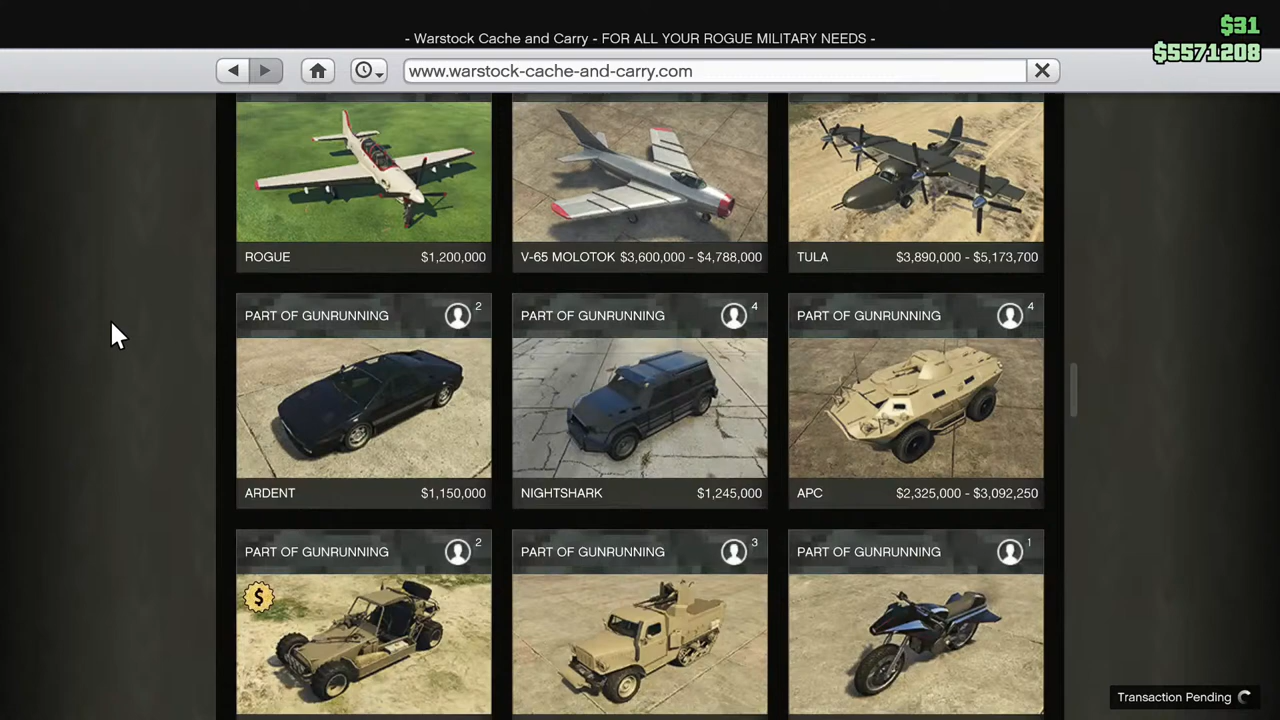 - Warstock Cache and Carry - FOR ALL YOUR ROGUE MILITARY NEEDS -
$31
$5571208
www.warstock-cache-and-carry.com
ROGUE $1,200,000
V-65 MOLOTOK $3,600,000 - $4,788,000
TULA $3,890,000 - $5,173,700
PART OF GUNRUNNING 2
PART OF GUNRUNNING 4
PART OF GUNRUNNING 4
ARDENT $1,150,000
NIGHTSHARK $1,245,000
APC $2,325,000 - $3,092,250
PART OF GUNRUNNING 2
PART OF GUNRUNNING 3
PART OF GUNRUNNING 1
$
Transaction Pending